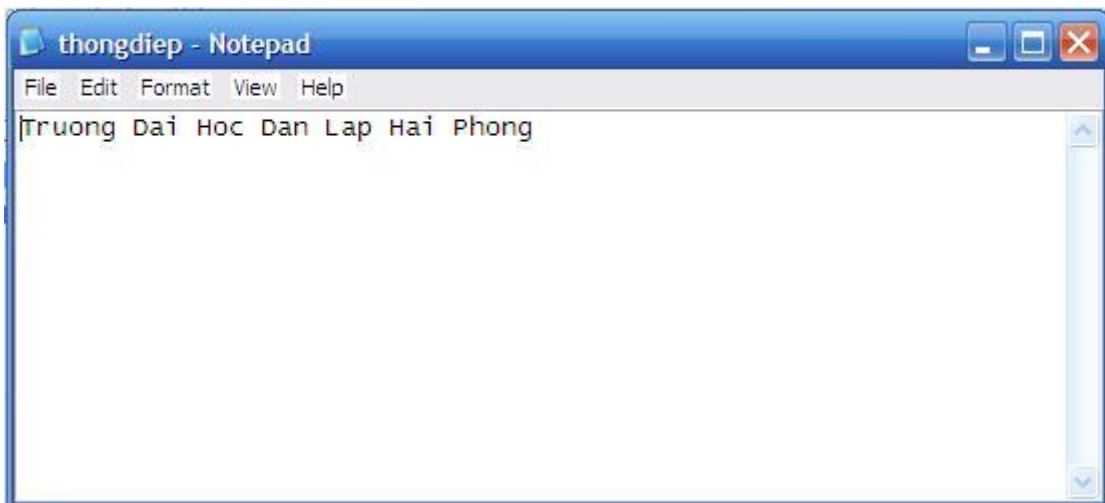 thongdiep - Notepad
File Edit Format View Help
Truong Dai Hoc Dan Lap Hai Phong